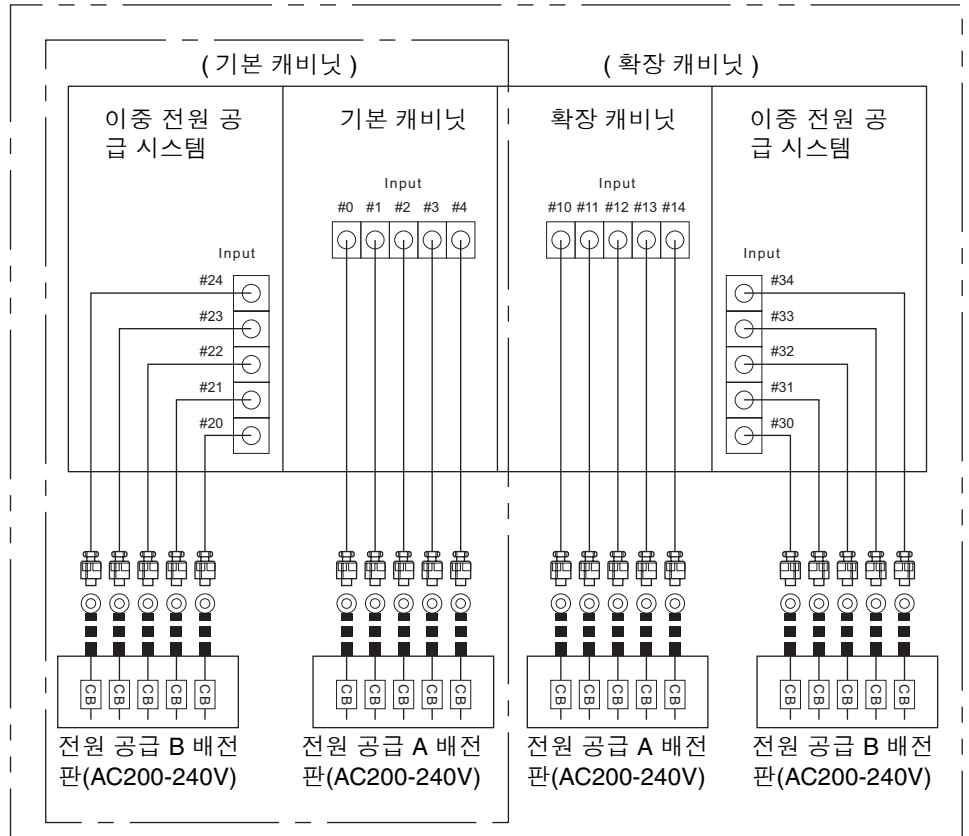 ( 기본 캐비닛 )
( 확장 캐비닛 )
이중 전원 공
급 시스템
기본 캐비닛
확장 캐비닛
이중 전원 공
급 시스템
Input
#0 #1 #2 #3 #4
Input
#10 #11 #12 #13 #14
Input
#24
#23
#22
#21
#20
Input
#34
#33
#32
#31
#30
CB CB CB CB CB
CB CB CB CB CB
CB CB CB CB CB
CB CB CB CB CB
전원 공급 B 배전
판(AC200-240V)
전원 공급 A 배전
판(AC200-240V)
전원 공급 A 배전
판(AC200-240V)
전원 공급 B 배전
판(AC200-240V)